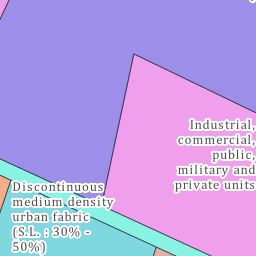 Industrial,
commercial,
public,
military and
private units
Discontinuous
medium density
urban fabric
(S.L. : 30% -
50%)